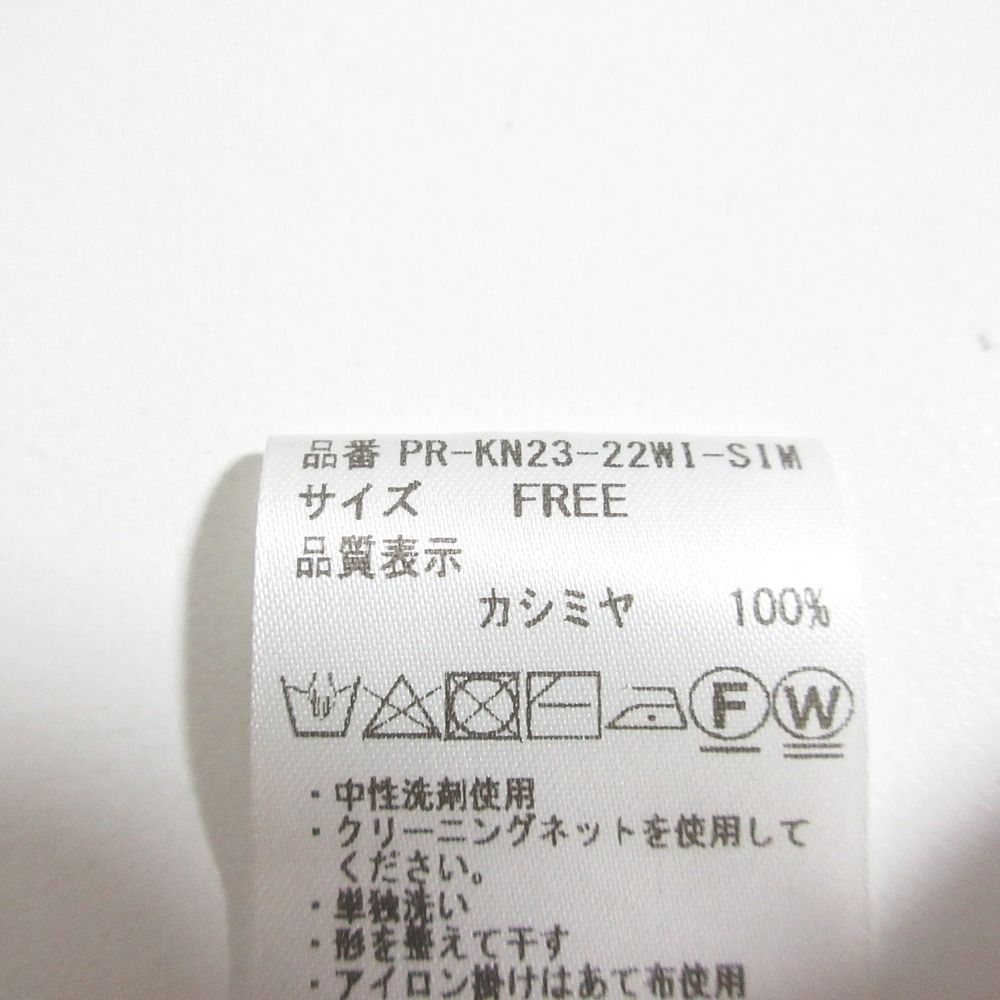 品番 PR-KN23-22WI-SIM
サイズ FREE
品質表示
カシミヤ 100%
F W
・中性洗剤使用
・クリーニングネットを使用して
ください。
・単独洗い
・形を整えて干す
・アイロン掛けはあて布使用